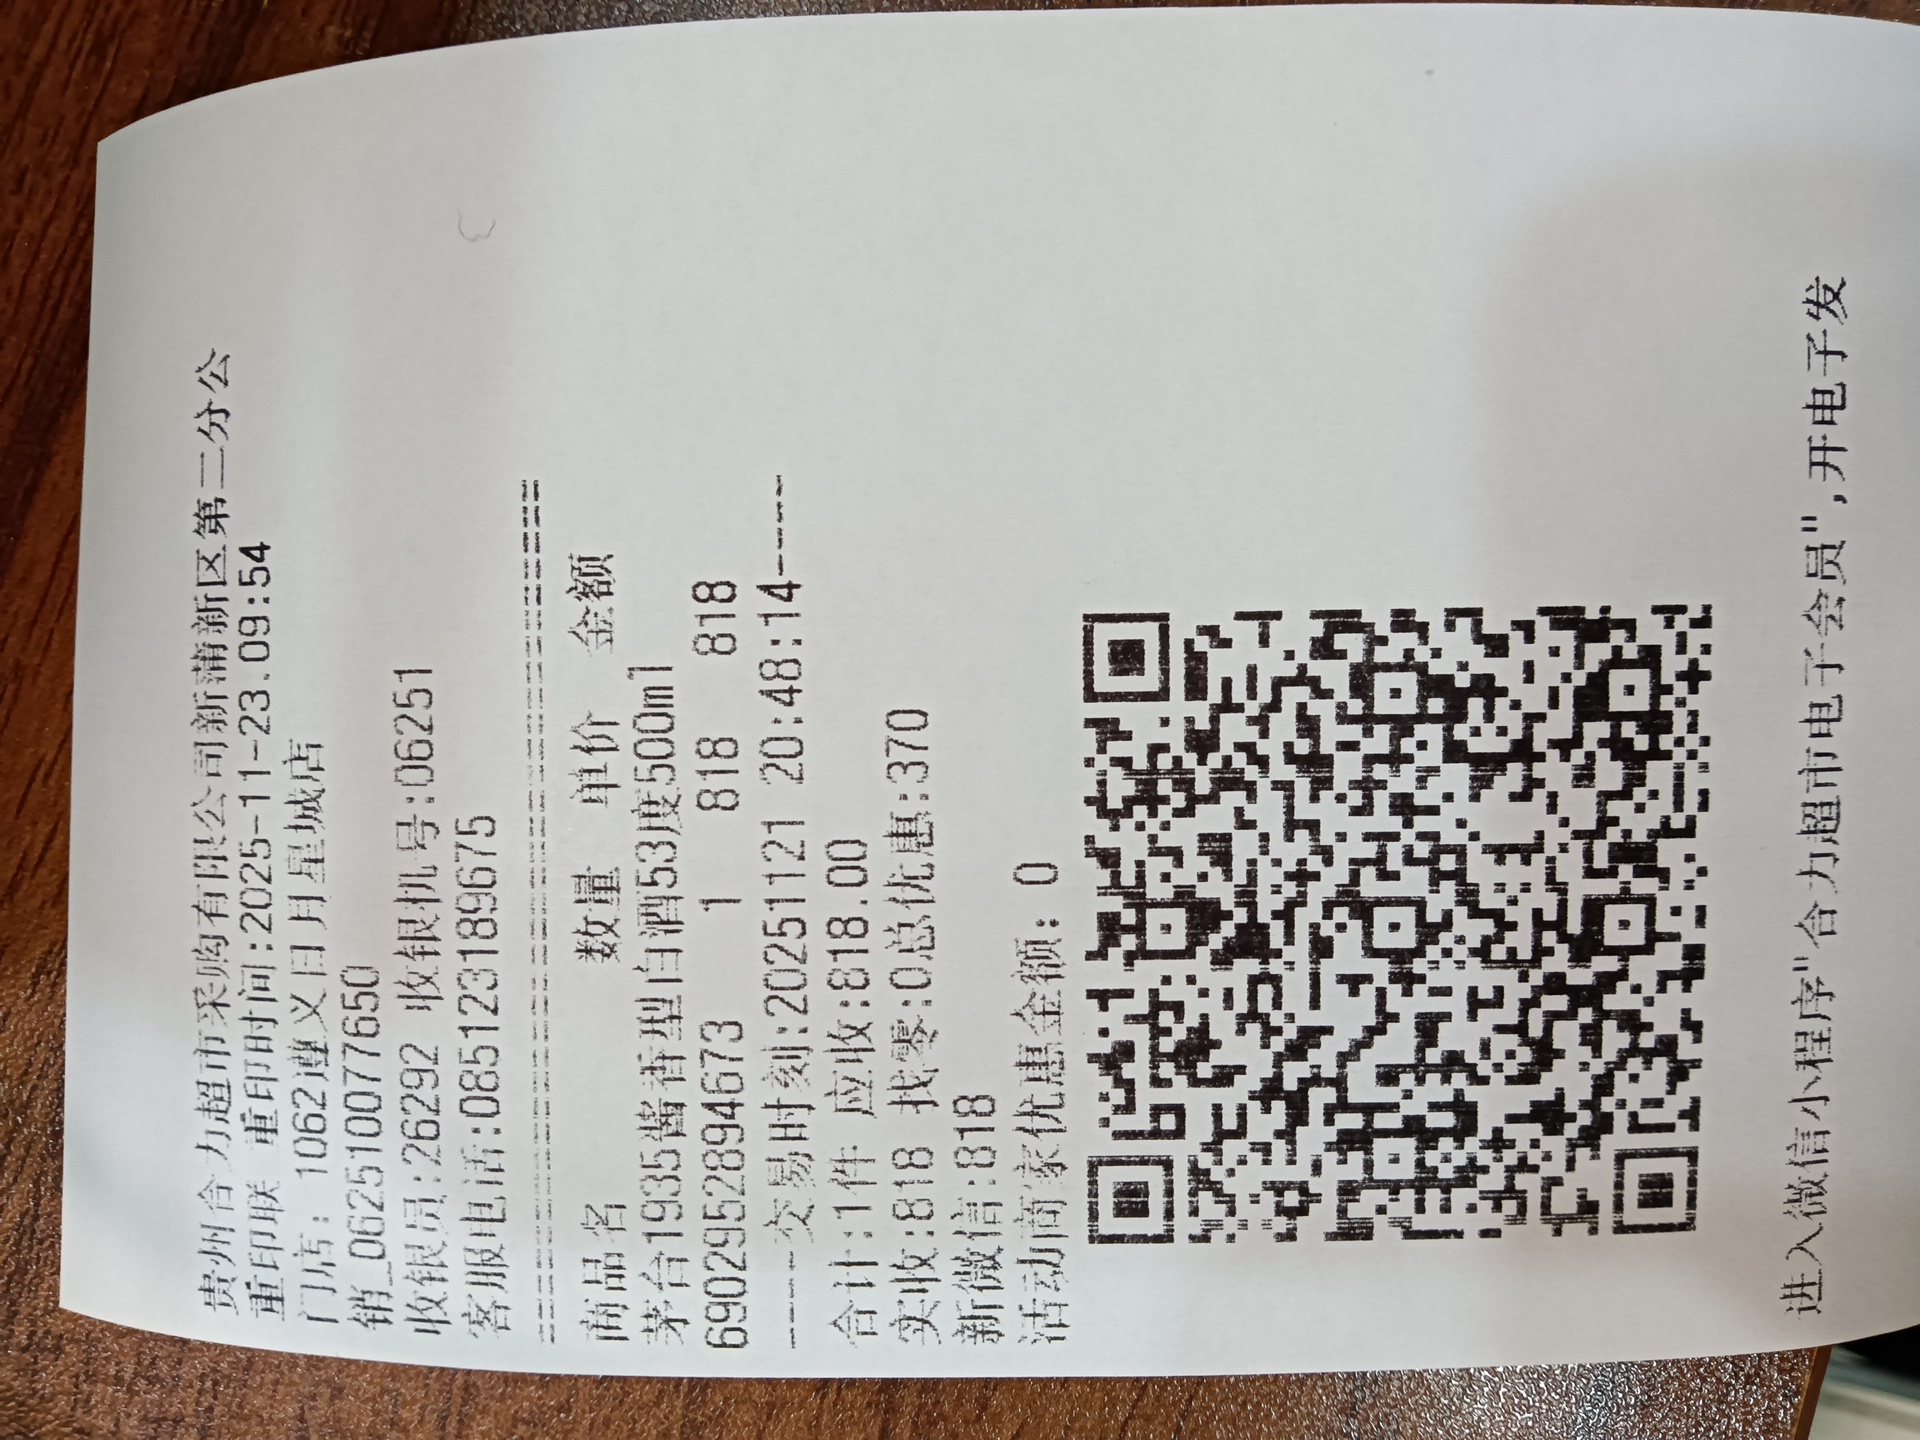 贵州合力超市采购有限公司新蒲新区第二分公
重印联 重印时间:2025-11-23.09:54
门店: 1062遵义日月星城店
销_062510077650
收银员:26292 收银机号:06251
客服电话:085123189675
================================
商品名 数量 单价 金额
茅台1935酱香型白酒53度500ml
6902952894673 1 818 818
-----交易时刻:20251121 20:48:14-----
合计:1件 应收:818.00
实收:818 找零:0总优惠:370
新微信:818
活动商家优惠金额: 0
进入微信小程序"合力超市电子会员",开电子发